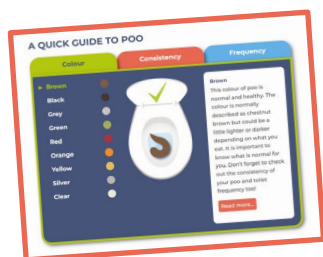 A QUICK GUIDE TO POO
Colour
Consistency
Frequency
Brown
Black
Grey
Green
Red
Orange
Yellow
Silver
Clear
Brown
This colour of poo is
normal and healthy. The
colour is normally
described as chestnut
brown but could be a
little lighter or darker
depending on what you
eat. It is important to
know what is normal for
you. Don't forget to check
out the consistency of
your poo and toilet
frequency too!
Read more...